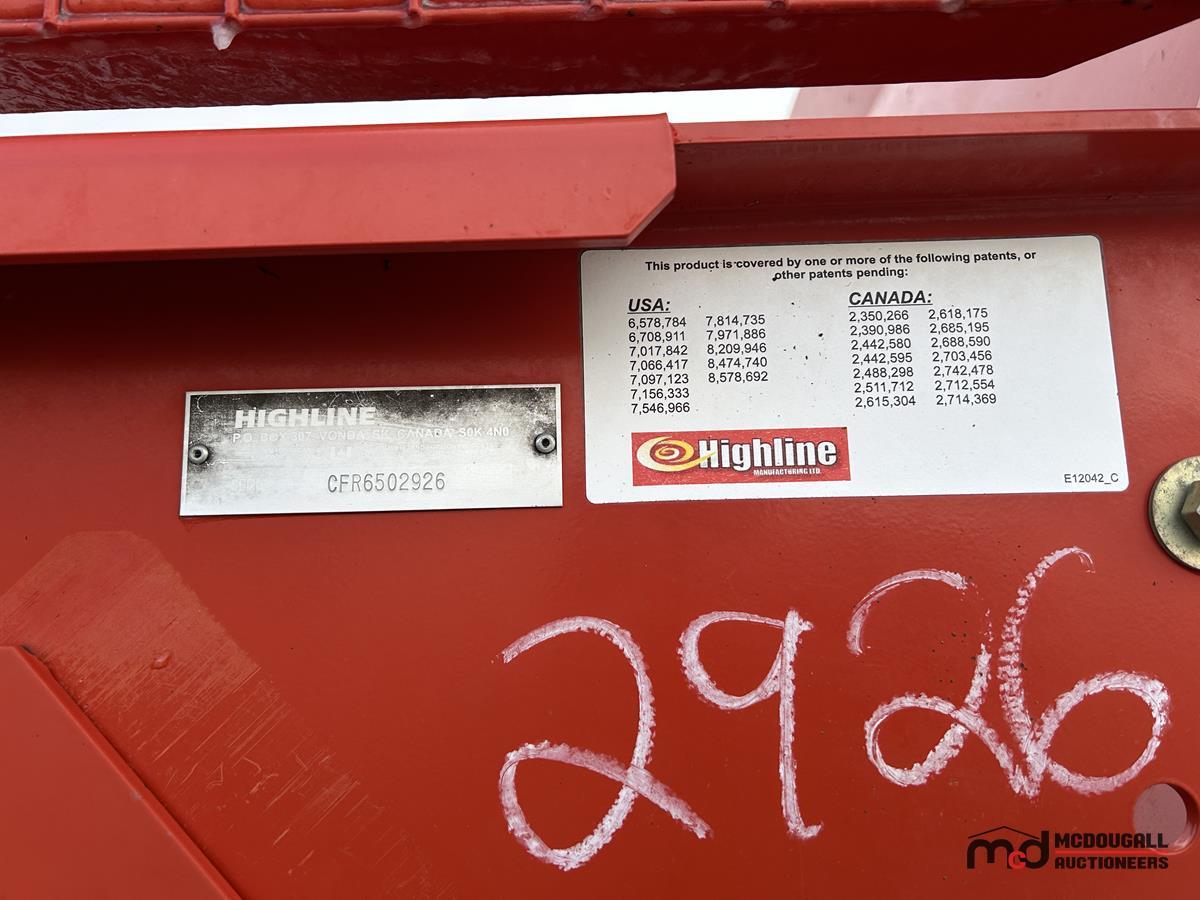 This product is covered by one or more of the following patents, or
other patents pending:
USA:
6,578,784 7,814,735
6,708,911 7,971,886
7,017,842 8,209,946
7,066,417 8,474,740
7,097,123 8,578,692
7,156,333
7,546,966
CANADA:
2,350,266 2,618,175
2,390,986 2,685,195
2,442,580 2,688,590
2,442,595 2,703,456
2,488,298 2,742,478
2,511,712 2,712,554
2,615,304 2,714,369
Highline
MANUFACTURING LTD.
E12042_C
HIGHLINE
P.O. BOX 307 VONDA, SK, CANADA S0K 4N0
CFR6502926
2926
mcd MCDOUGALL
AUCTIONEERS